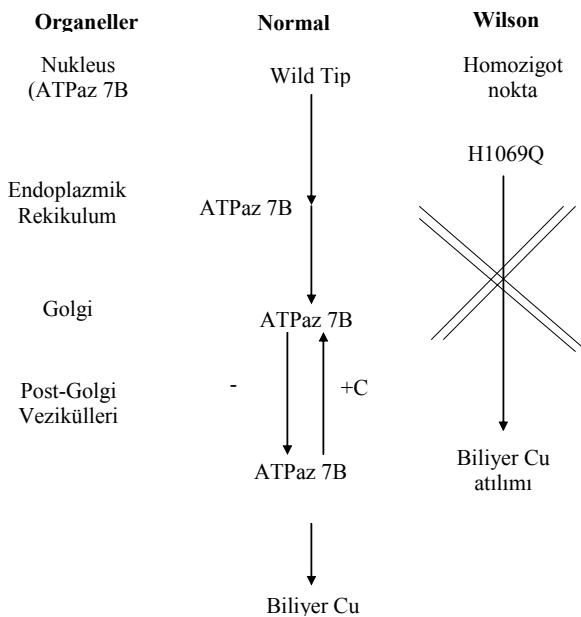 Organeller Normal Wilson
Nukleus
(ATPaz 7B
Wild Tip
Homozigot
nokta
H1069Q
Endoplazmik
Rekikulum
ATPaz 7B
Golgi
ATPaz 7B
Post-Golgi
Vezikülleri
- +C
ATPaz 7B
Biliyer Cu
atılımı
Biliyer Cu